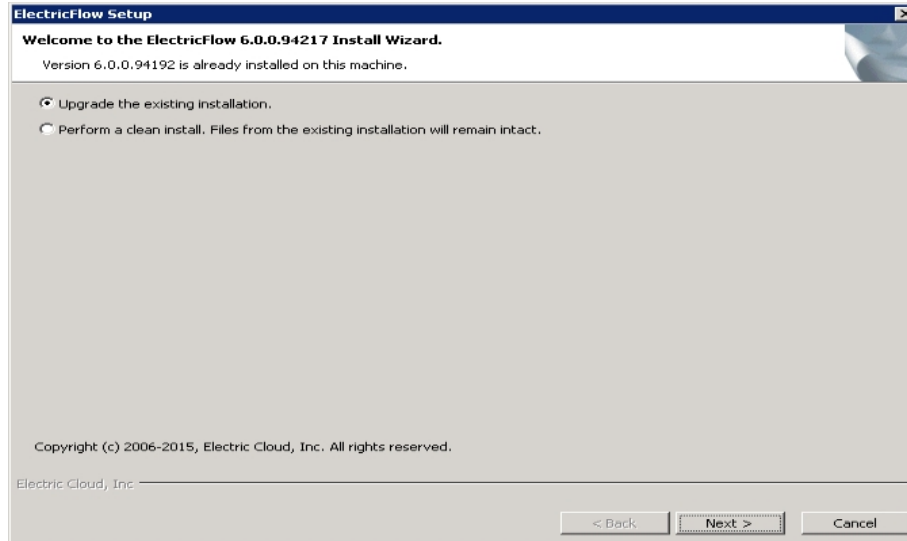 ElectricFlow Setup
Welcome to the ElectricFlow 6.0.0.94217 Install Wizard.
Version 6.0.0.94192 is already installed on this machine.
Upgrade the existing installation.
Perform a clean install. Files from the existing installation will remain intact.
Copyright (c) 2006-2015, Electric Cloud, Inc. All rights reserved.
Electric Cloud, Inc
< Back Next > Cancel